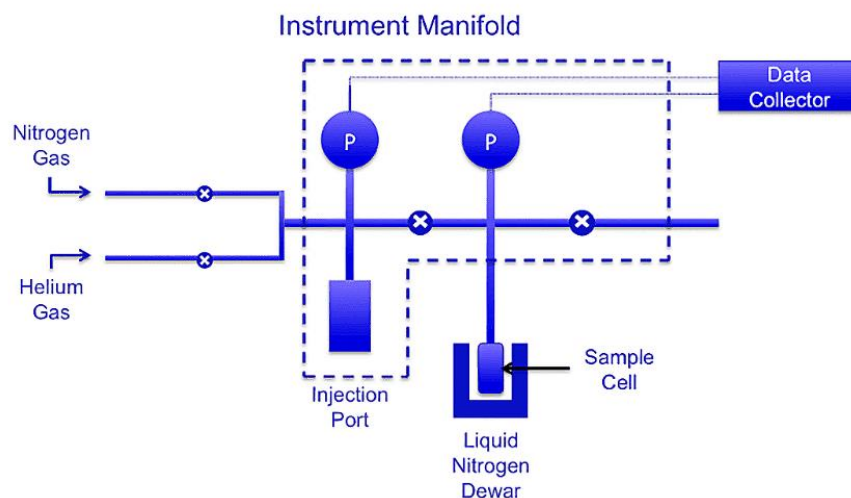 Instrument Manifold
Data
Collector
P
P
Nitrogen
Gas
Helium
Gas
Injection
Port
Sample
Cell
Liquid
Nitrogen
Dewar